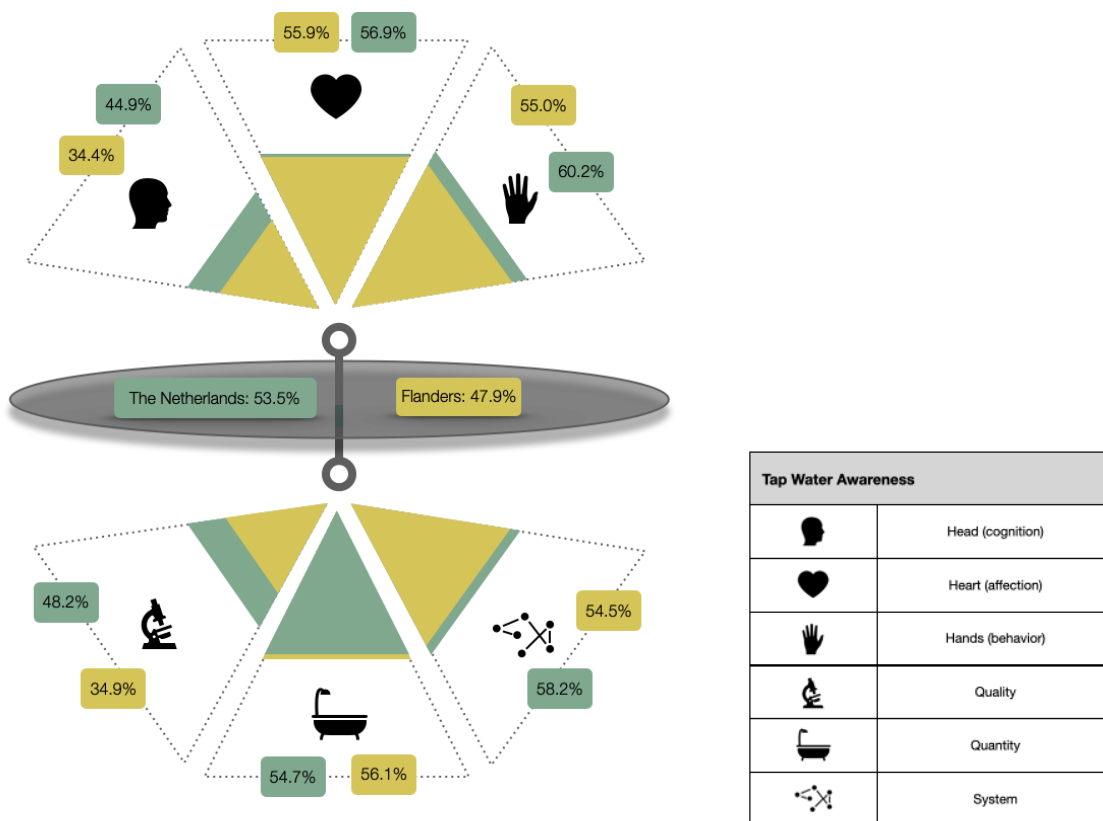 55.9% 56.9%
44.9%
55.0%
34.4%
60.2%
The Netherlands: 53.5%
Flanders: 47.9%
48.2%
54.5%
34.9%
58.2%
54.7% 56.1%
Tap Water Awareness
Head (cognition)
Heart (affection)
Hands (behavior)
Quality
Quantity
System